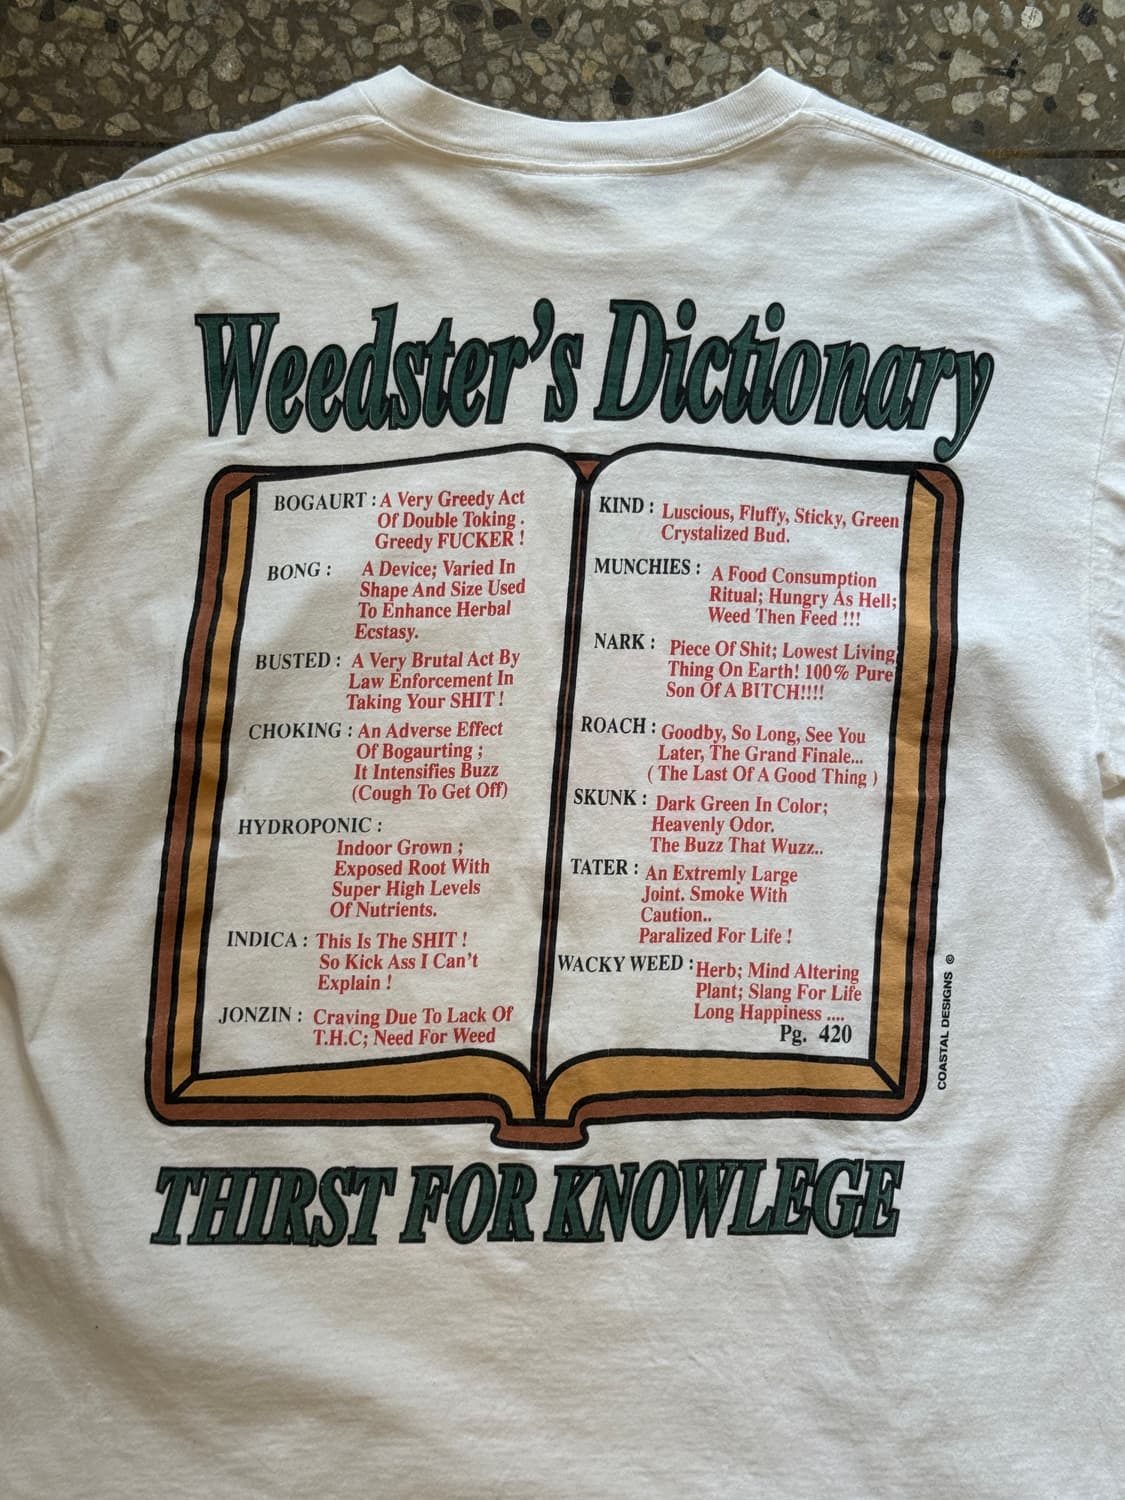 Weedster's Dictionary
BOGAURT : A Very Greedy Act
Of Double Toking .
Greedy FUCKER !
BONG : A Device; Varied In
Shape And Size Used
To Enhance Herbal
Ecstasy.
BUSTED : A Very Brutal Act By
Law Enforcement In
Taking Your SHIT !
CHOKING : An Adverse Effect
Of Bogaurting ;
It Intensifies Buzz
(Cough To Get Off)
HYDROPONIC :
Indoor Grown ;
Exposed Root With
Super High Levels
Of Nutrients.
INDICA : This Is The SHIT !
So Kick Ass I Can't
Explain !
JONZIN : Craving Due To Lack Of
T.H.C; Need For Weed
KIND : Luscious, Fluffy, Sticky, Green
Crystalized Bud.
MUNCHIES : A Food Consumption
Ritual; Hungry As Hell;
Weed Then Feed !!!
NARK : Piece Of Shit; Lowest Living
Thing On Earth! 100% Pure
Son Of A BITCH!!!!
ROACH : Goodby, So Long, See You
Later, The Grand Finale...
( The Last Of A Good Thing )
SKUNK : Dark Green In Color;
Heavenly Odor.
The Buzz That Wuzz..
TATER : An Extremely Large
Joint. Smoke With
Caution..
Paralized For Life !
WACKY WEED : Herb; Mind Altering
Plant; Slang For Life
Long Happiness ....
Pg. 420
COASTAL DESIGNS ©
THIRST FOR KNOWLEGE